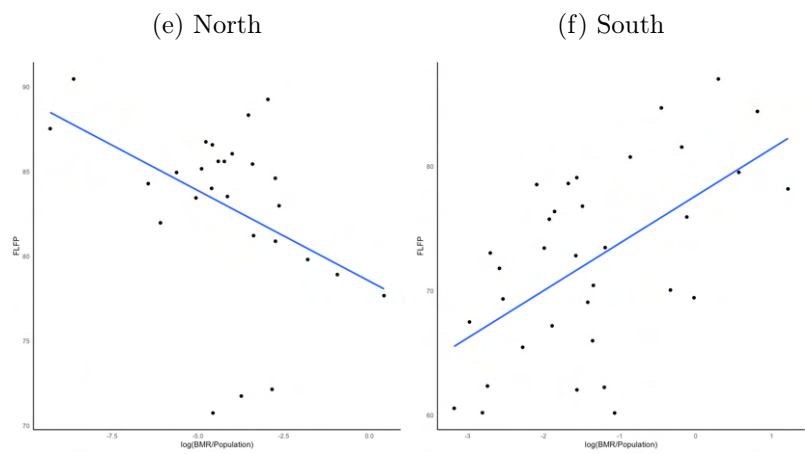 (e) North
(f) South
90
85
80
75
70
FLFP
-7.5
-5.0
-2.5
0.0
log(BMR/Population)
80
70
60
FLFP
-3
-2
-1
0
1
log(BMR/Population)